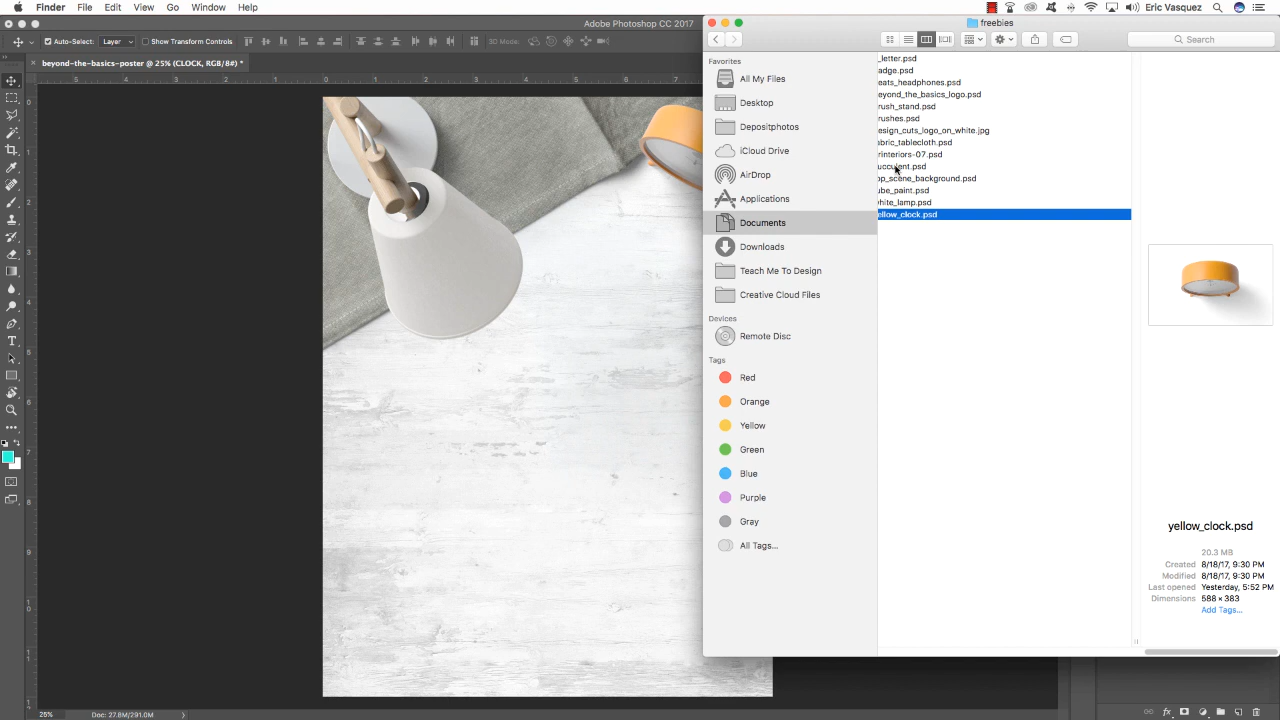 Finder File Edit View Go Window Help Eric Vasquez
Adobe Photoshop CC 2017 freebies
Auto-Select: Layer Show Transform Controls 3D Mode: Search
beyond-the-basics-poster @ 25% (CLOCK, RGB/8#) *
Favorites
All My Files
Desktop
Depositphotos
iCloud Drive
AirDrop
Applications
Documents
Downloads
Teach Me To Design
Creative Cloud Files
Devices
Remote Disc
Tags
Red
Orange
Yellow
Green
Blue
Purple
Gray
All Tags...
_letter.psd
adge.psd
eats_headphones.psd
eyond_the_basics_logo.psd
rush_stand.psd
rushes.psd
esign_cuts_logo_on_white.jpg
abric_tablecloth.psd
rinteriors-07.psd
ucculent.psd
op_scene_background.psd
ube_paint.psd
hite_lamp.psd
ellow_clock.psd
yellow_clock.psd
20.3 MB
Created 8/18/17, 9:30 PM
Modified 8/18/17, 9:30 PM
Last opened Yesterday, 5:52 PM
Dimensions 588 × 383
Add Tags...
25% Doc: 27.8M/291.0M